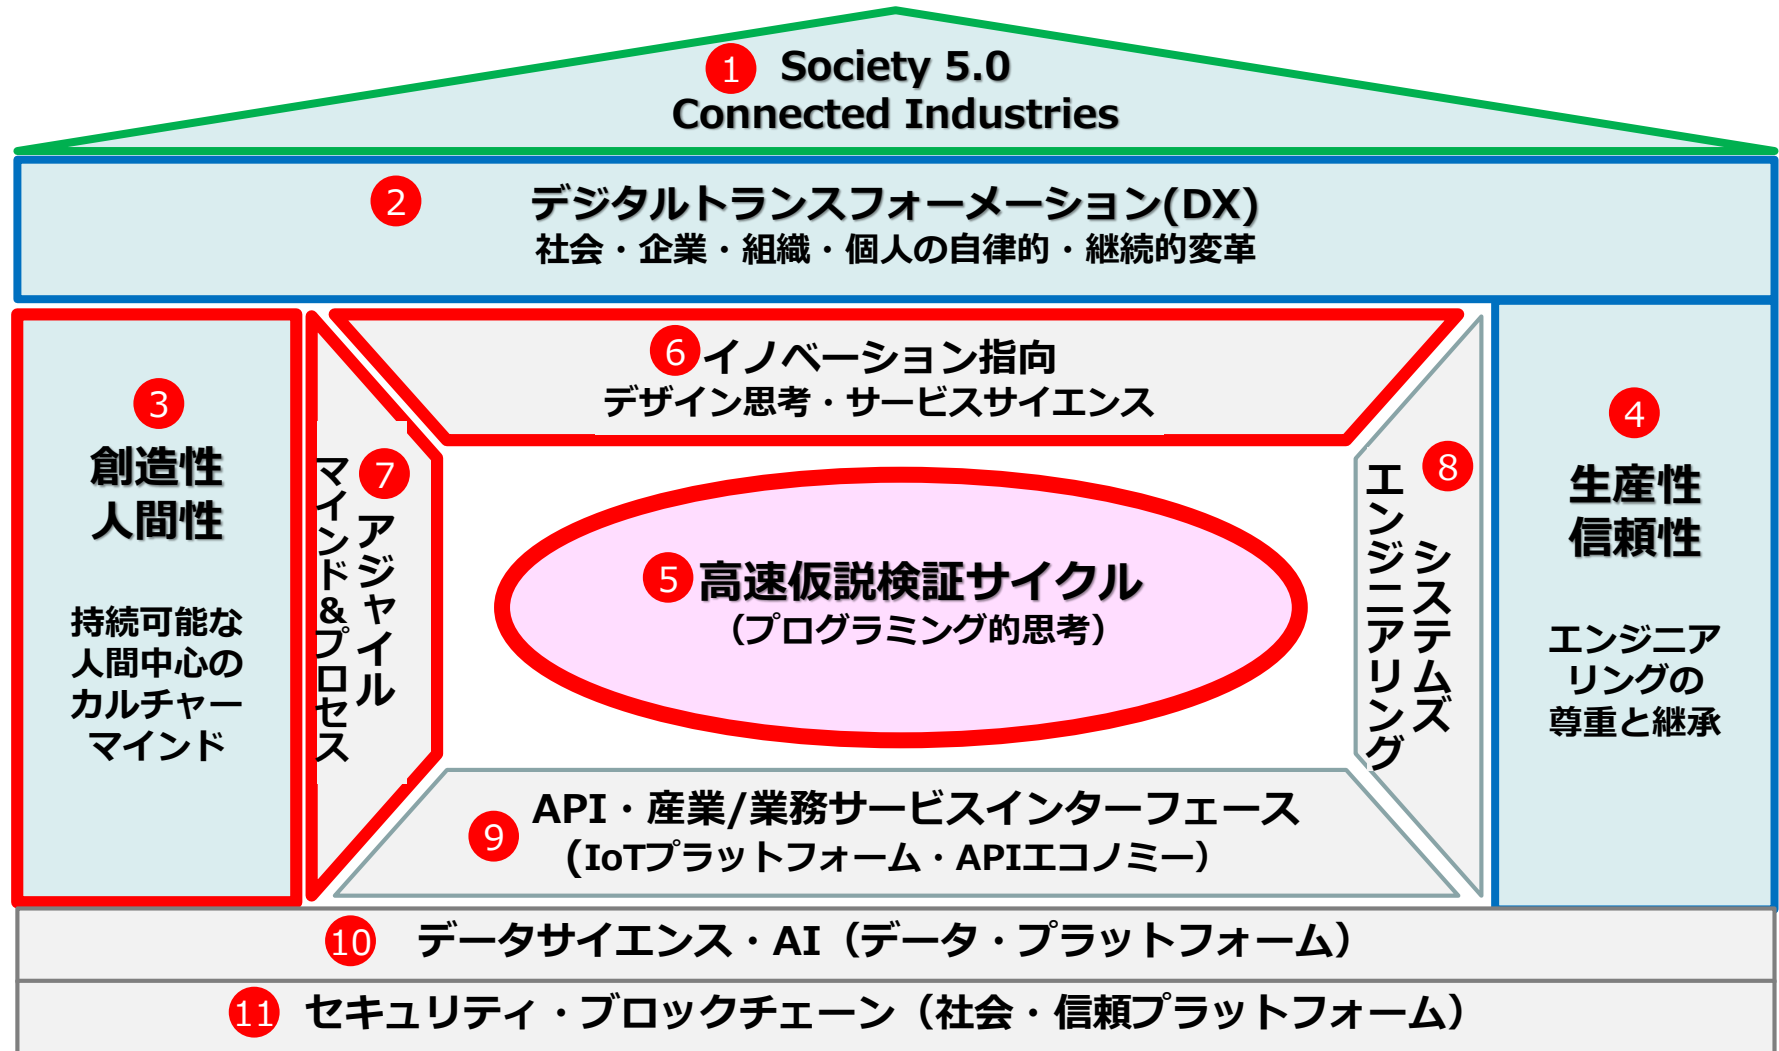 1 Society 5.0
Connected Industries
2 デジタルトランスフォーメーション(DX)
社会・企業・組織・個人の自律的・継続的変革
3
創造性
人間性
持続可能な
人間中心の
カルチャー
マインド
7
アジャイル
マインド&プロセス
6 イノベーション指向
デザイン思考・サービスサイエンス
5 高速仮説検証サイクル
（プログラミング的思考）
8
システムズ
エンジニアリング
4
生産性
信頼性
エンジニア
リングの
尊重と継承
9 API・産業/業務サービスインターフェース
(IoTプラットフォーム・APIエコノミー）
10 データサイエンス・AI（データ・プラットフォーム）
11 セキュリティ・ブロックチェーン（社会・信頼プラットフォーム）